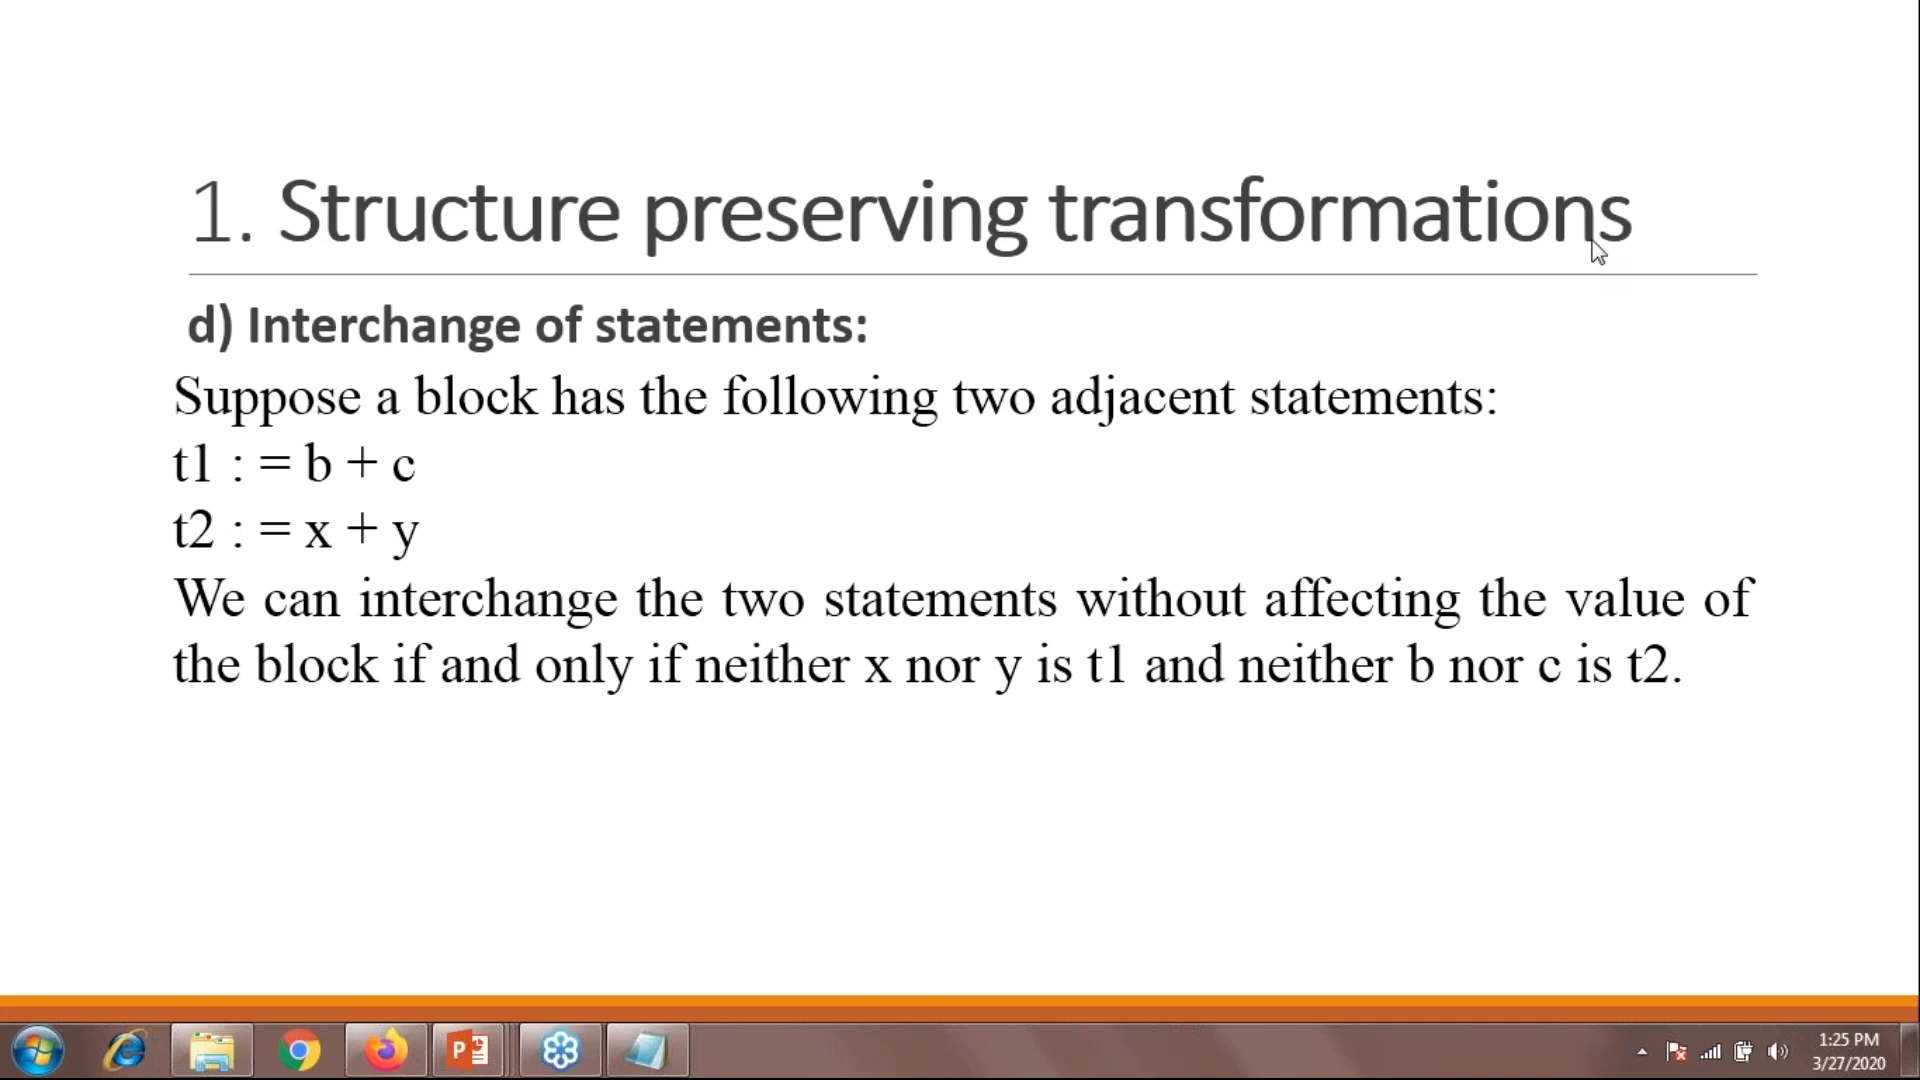 1. Structure preserving transformations
d) Interchange of statements:
Suppose a block has the following two adjacent statements:
t1 : = b + c
t2 : = x + y
We can interchange the two statements without affecting the value of
the block if and only if neither x nor y is t1 and neither b nor c is t2.
1:25 PM
3/27/2020